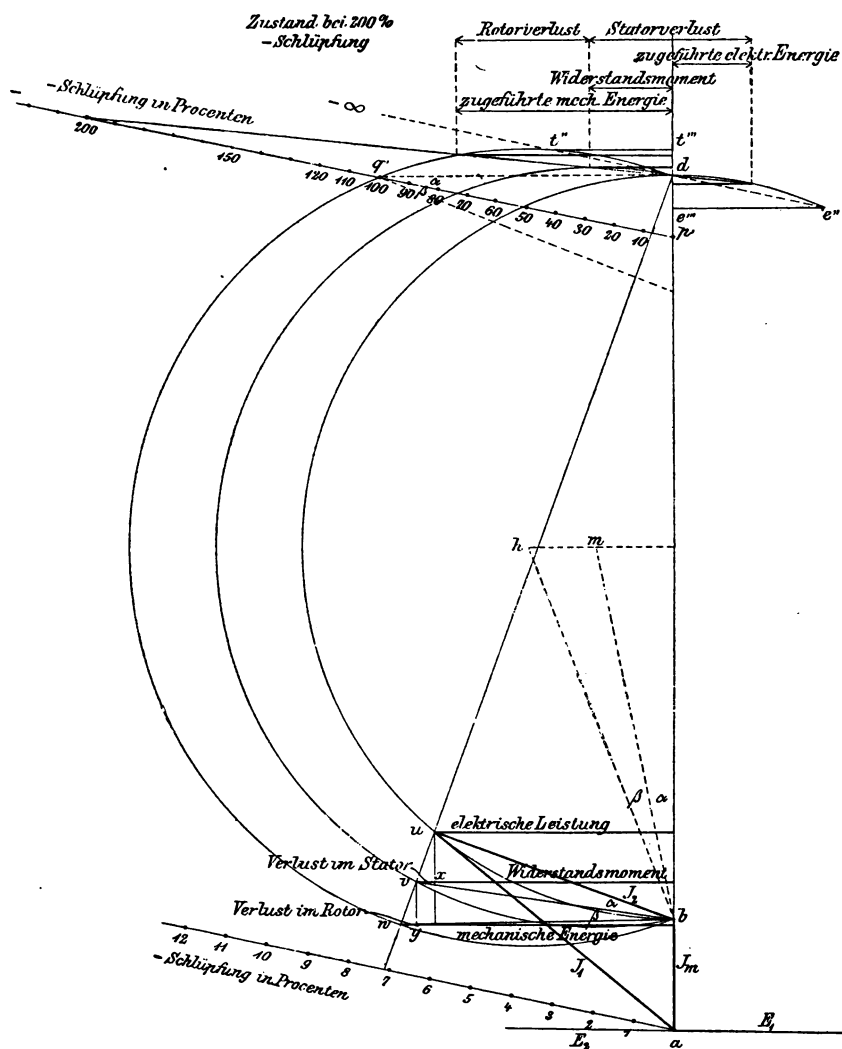 Zustand bei 200%
-Schlüpfung
Rotorverlust
Statorverlust
zugeführte elektr. Energie
Widerstandsmoment
zugeführte mech. Energie
-Schlüpfung in Procenten
- ∞
200
150
120
110
100
90
80
70
60
50
40
30
20
10
q'
α
β
t"
t'''
d
e'''
e"
p
h
m
β
α
u
elektrische Leistung
Verlust im Stator
v
x
Widerstandsmoment
J2
α
β
b
Verlust im Rotor
w
y
mechanische Energie
12
11
10
9
8
7
6
5
4
3
2
1
-Schlüpfung in Procenten
J1
Jm
E2
a
E1